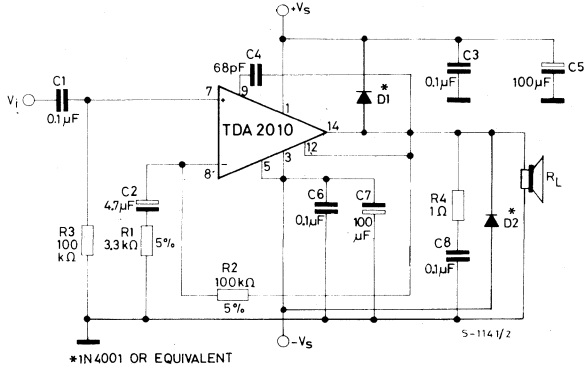 +Vs
C4
68pF
C3
0.1µF
C5
100µF
*
D1
C1
Vi
0.1µF
7
+
9
1
TDA 2010
14
12
3
5
-
8
C2
4.7µF
C6
0.1µF
C7
100
µF
R4
1Ω
*
D2
RL
R3
100
kΩ
R1
3,3kΩ
5%
R2
100kΩ
5%
C8
0.1µF
S-1141/2
-Vs
*1N4001 OR EQUIVALENT